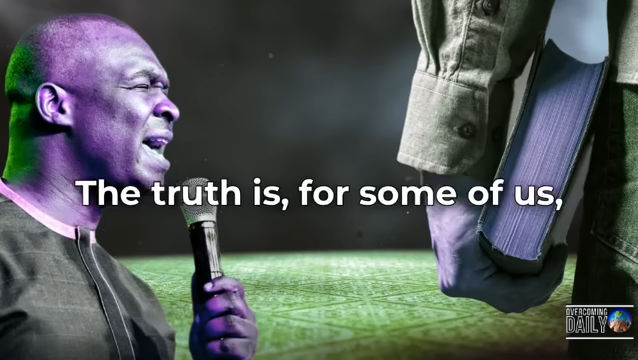 The truth is, for some of us,
OVERCOMING
DAILY